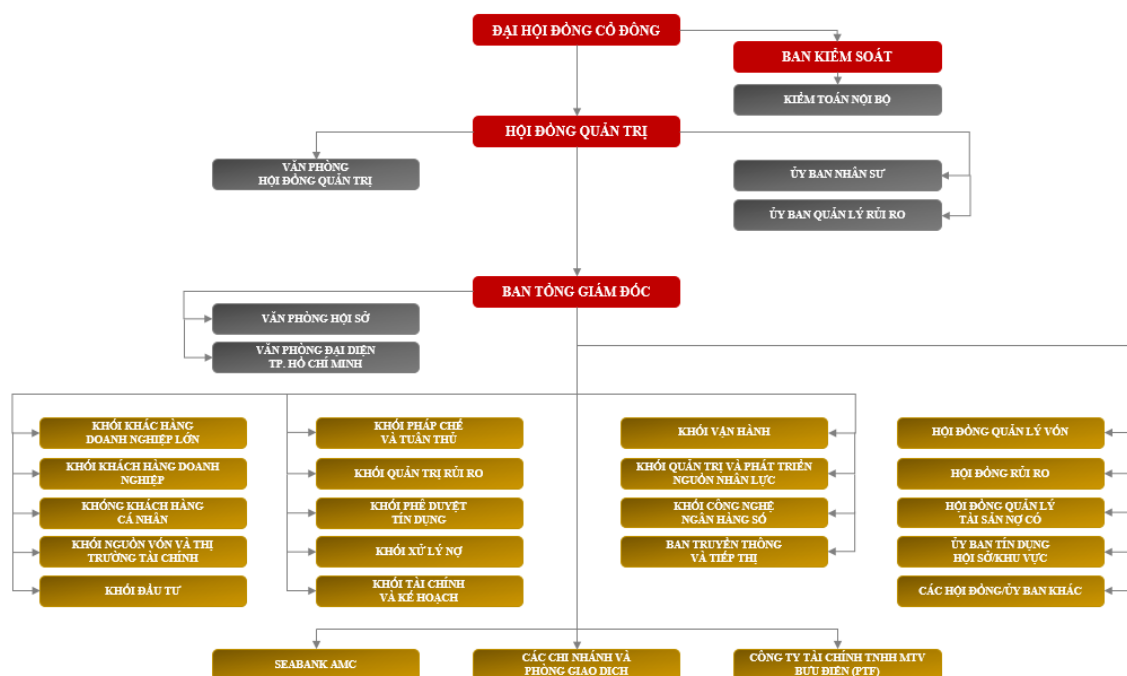 ĐẠI HỘI ĐỒNG CỔ ĐÔNG
BAN KIỂM SOÁT
KIỂM TOÁN NỘI BỘ
HỘI ĐỒNG QUẢN TRỊ
VĂN PHÒNG
HỘI ĐỒNG QUẢN TRỊ
ỦY BAN NHÂN SỰ
ỦY BAN QUẢN LÝ RỦI RO
BAN TỔNG GIÁM ĐỐC
VĂN PHÒNG HỘI SỞ
VĂN PHÒNG ĐẠI DIỆN
TP. HỒ CHÍ MINH
KHỐI KHÁC HÀNG
DOANH NGHIỆP LỚN
KHỐI KHÁCH HÀNG DOANH
NGHIỆP
KHỐNG KHÁCH HÀNG
CÁ NHÂN
KHỐI NGUỒN VỐN VÀ THỊ
TRƯỜNG TÀI CHÍNH
KHỐI ĐẦU TƯ
KHỐI PHÁP CHẾ
VÀ TUÂN THỦ
KHỐI QUẢN TRỊ RỦI RO
KHỐI PHÊ DUYỆT
TÍN DỤNG
KHỐI XỬ LÝ NỢ
KHỐI TÀI CHÍNH
VÀ KẾ HOẠCH
KHỐI VẬN HÀNH
KHỐI QUẢN TRỊ VÀ PHÁT TRIỂN
NGUỒN NHÂN LỰC
KHỐI CÔNG NGHỆ
NGÂN HÀNG SỐ
BAN TRUYỀN THÔNG
VÀ TIẾP THỊ
HỘI ĐỒNG QUẢN LÝ VỐN
HỘI ĐỒNG RỦI RO
HỘI ĐỒNG QUẢN LÝ
TÀI SẢN NỢ CÓ
ỦY BAN TÍN DỤNG
HỘI SỞ/KHU VỰC
CÁC HỘI ĐỒNG/ỦY BAN KHÁC
SEABANK AMC
CÁC CHI NHÁNH VÀ
PHÒNG GIAO DỊCH
CÔNG TY TÀI CHÍNH TNHH MTV
BƯU ĐIỆN (PTF)